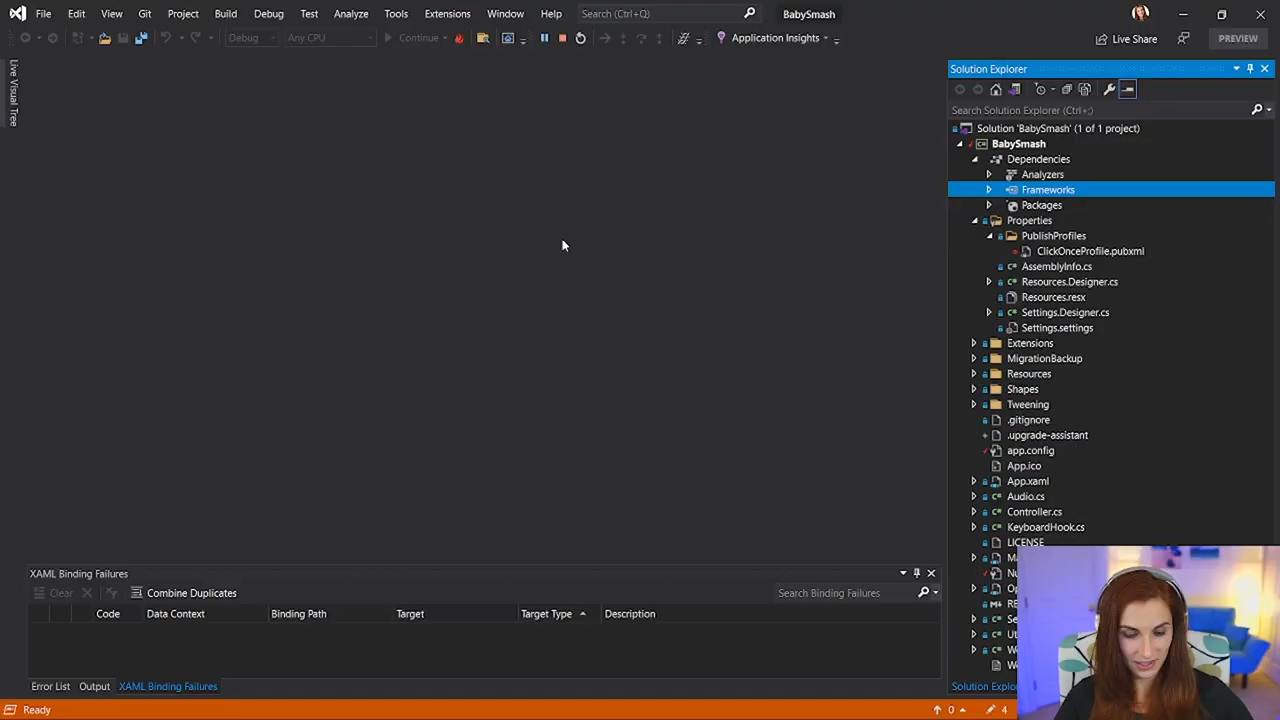 File Edit View Git Project Build Debug Test Analyze Tools Extensions Window Help Search (Ctrl+Q) BabySmash
Debug Any CPU Continue Application Insights Live Share PREVIEW
Live Visual Tree
Solution Explorer
Search Solution Explorer (Ctrl+;)
Solution 'BabySmash' (1 of 1 project)
BabySmash
Dependencies
Analyzers
Frameworks
Packages
Properties
PublishProfiles
ClickOnceProfile.pubxml
AssemblyInfo.cs
Resources.Designer.cs
Resources.resx
Settings.Designer.cs
Settings.settings
Extensions
MigrationBackup
Resources
Shapes
Tweening
.gitignore
.upgrade-assistant
app.config
App.ico
App.xaml
Audio.cs
Controller.cs
KeyboardHook.cs
LICENSE
XAML Binding Failures
Clear Combine Duplicates Search Binding Failures
Code Data Context Binding Path Target Target Type Description
Error List Output XAML Binding Failures
Solution Explo
Ready 0 4